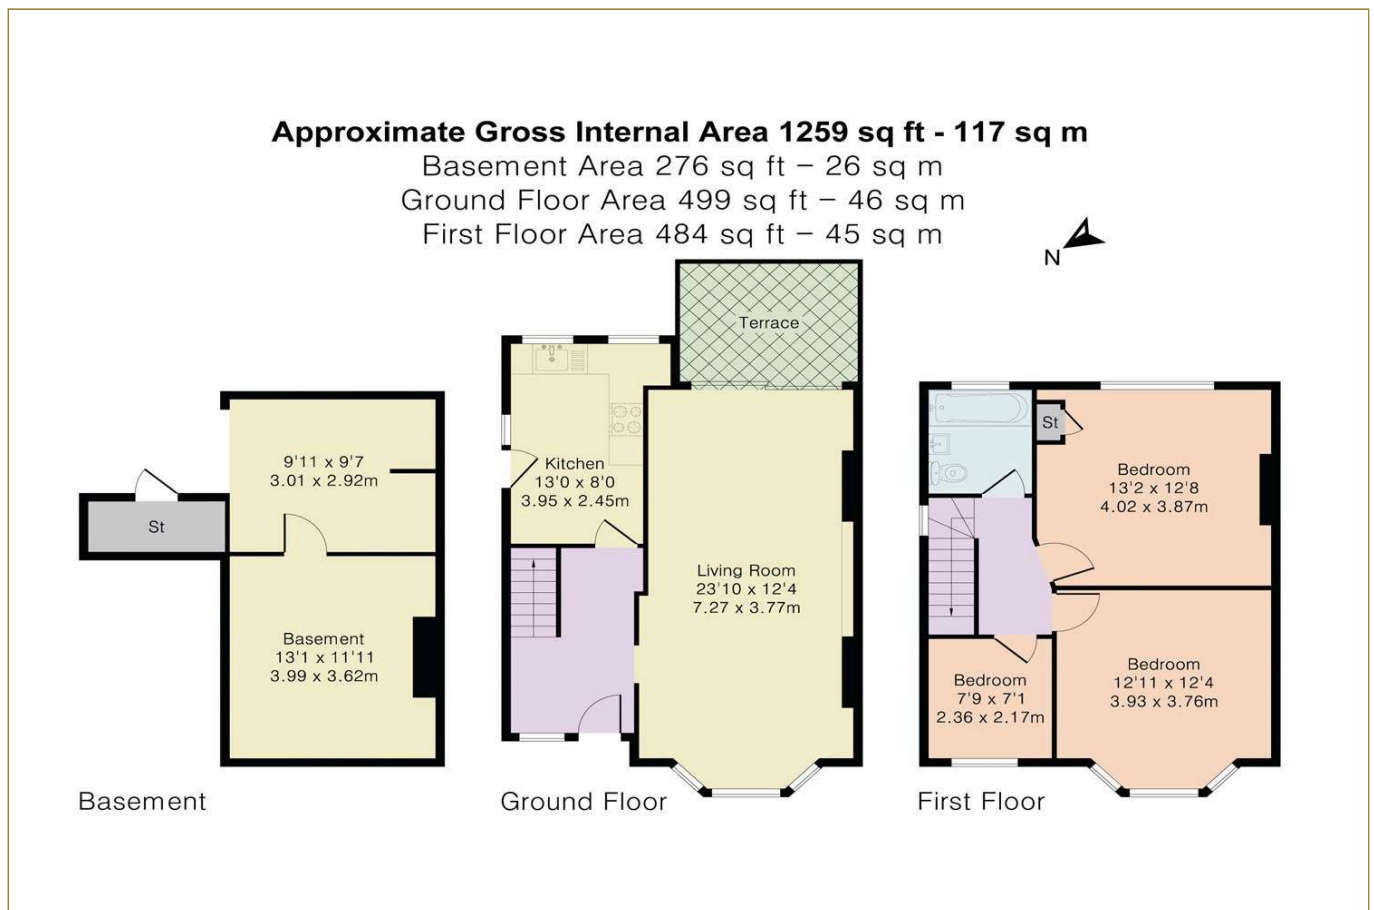 Approximate Gross Internal Area 1259 sq ft - 117 sq m
Basement Area 276 sq ft – 26 sq m
Ground Floor Area 499 sq ft – 46 sq m
First Floor Area 484 sq ft – 45 sq m
N
9'11 x 9'7
3.01 x 2.92m
St
Basement
13'1 x 11'11
3.99 x 3.62m
Basement
Terrace
Kitchen
13'0 x 8'0
3.95 x 2.45m
Living Room
23'10 x 12'4
7.27 x 3.77m
Ground Floor
St
Bedroom
13'2 x 12'8
4.02 x 3.87m
Bedroom
7'9 x 7'1
2.36 x 2.17m
Bedroom
12'11 x 12'4
3.93 x 3.76m
First Floor